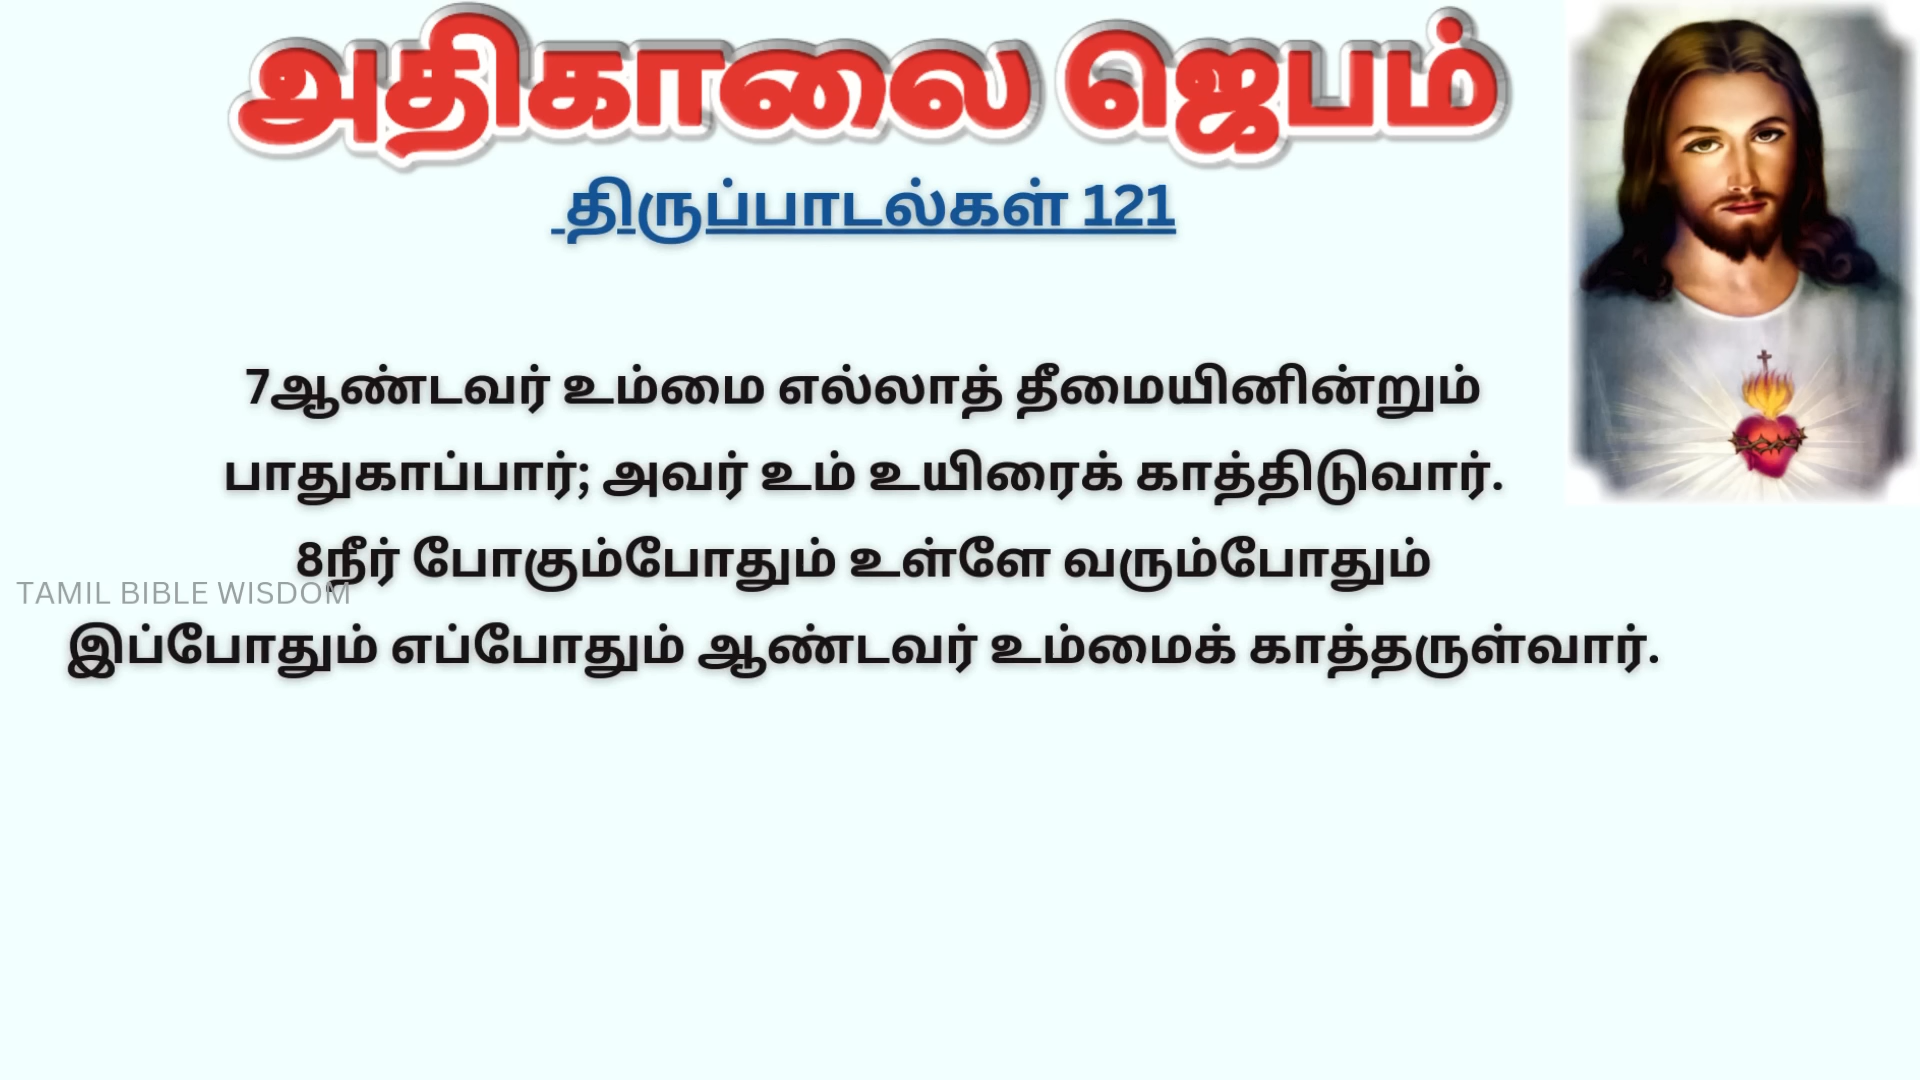 அதிகாலை ஜெபம்
திருப்பாடல்கள் 121
7ஆண்டவர் உம்மை எல்லாத் தீமையினின்றும்
பாதுகாப்பார்; அவர் உம் உயிரைக் காத்திடுவார்.
8நீர் போகும்போதும் உள்ளே வரும்போதும்
TAMIL BIBLE WISDOM
இப்போதும் எப்போதும் ஆண்டவர் உம்மைக் காத்தருள்வார்.